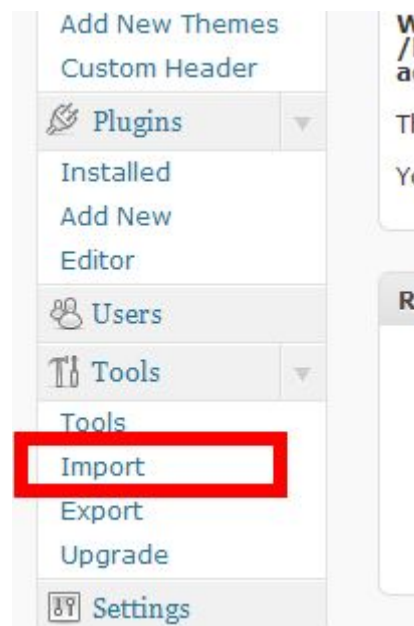 Add New Themes
Custom Header
Plugins
Installed
Add New
Editor
Users
Tools
Tools
Import
Export
Upgrade
Settings